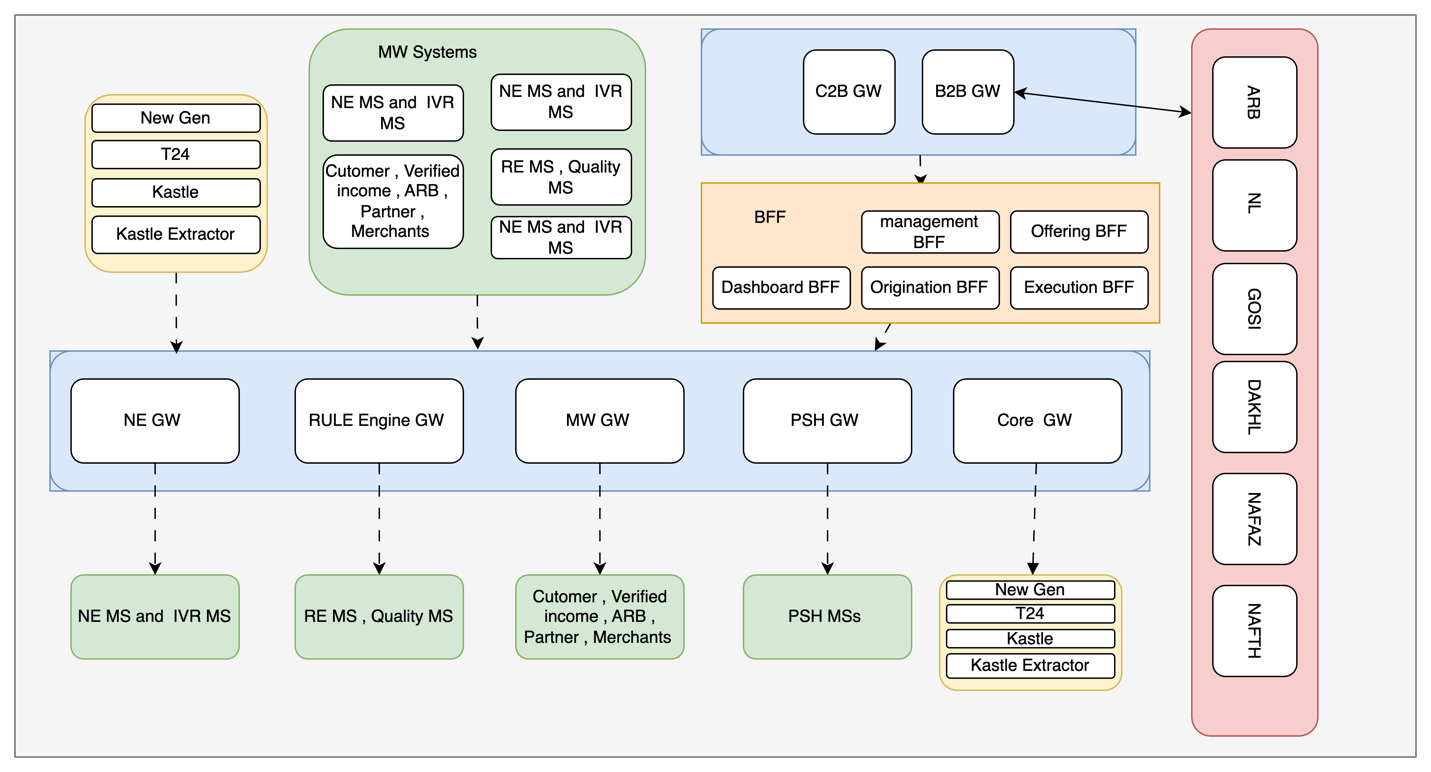 New Gen
T24
Kastle
Kastle Extractor
MW Systems
NE MS and  IVR
MS
Cutomer , Verified
income , ARB ,
Partner ,
Merchants
NE MS and  IVR
MS
RE MS , Quality
MS
NE MS and  IVR
MS
C2B GW
B2B GW
BFF
management
BFF
Offering BFF
Dashboard BFF
Origination BFF
Execution BFF
ARB
NL
GOSI
DAKHL
NAFAZ
NAFTH
NE GW
RULE Engine GW
MW GW
PSH GW
Core  GW
NE MS and  IVR MS
RE MS , Quality MS
Cutomer , Verified
income , ARB ,
Partner , Merchants
PSH MSs
New Gen
T24
Kastle
Kastle Extractor